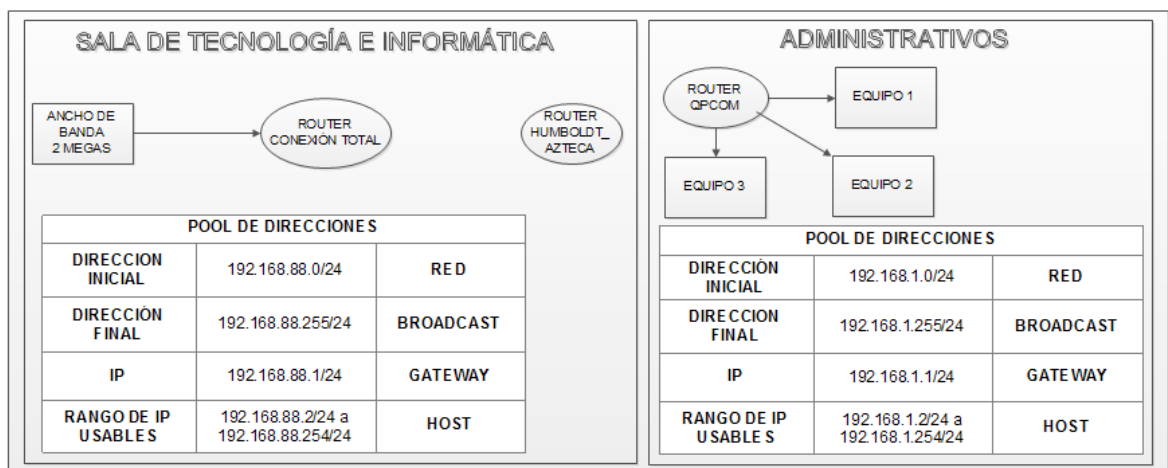 SALA DE TECNOLOGÍA E INFORMÁTICA
ANCHO DE
BANDA
2 MEGAS
ROUTER
CONEXIÓN TOTAL
ROUTER
HUMBOLDT_
AZTECA
POOL DE DIRECCIONES
DIRECCION
INICIAL
192.168.88.0/24
RED
DIRECCIÓN
FINAL
192.168.88.255/24
BROADCAST
IP
192.168.88.1/24
GATEWAY
RANGO DE IP
USABLES
192.168.88.2/24 a
192.168.88.254/24
HOST
ADMINISTRATIVOS
ROUTER
QPCOM
EQUIPO 1
EQUIPO 3
EQUIPO 2
POOL DE DIRECCIONES
DIRECCIÓN
INICIAL
192.168.1.0/24
RED
DIRECCION
FINAL
192.168.1.255/24
BROADCAST
IP
192.168.1.1/24
GATEWAY
RANGO DE IP
USABLES
192.168.1.2/24 a
192.168.1.254/24
HOST